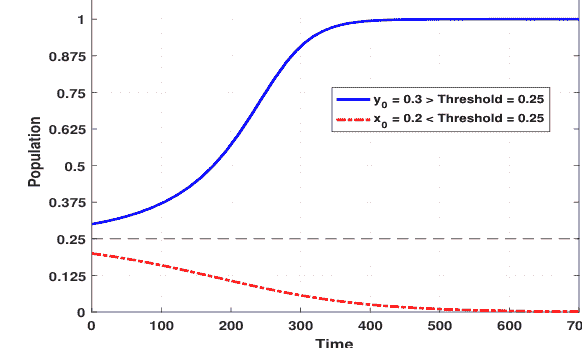 1
0.875
0.75
0.625
0.5
0.375
0.25
0.125
0
Population
y0 = 0.3 > Threshold = 0.25
x0 = 0.2 < Threshold = 0.25
0 100 200 300 400 500 600 70
Time